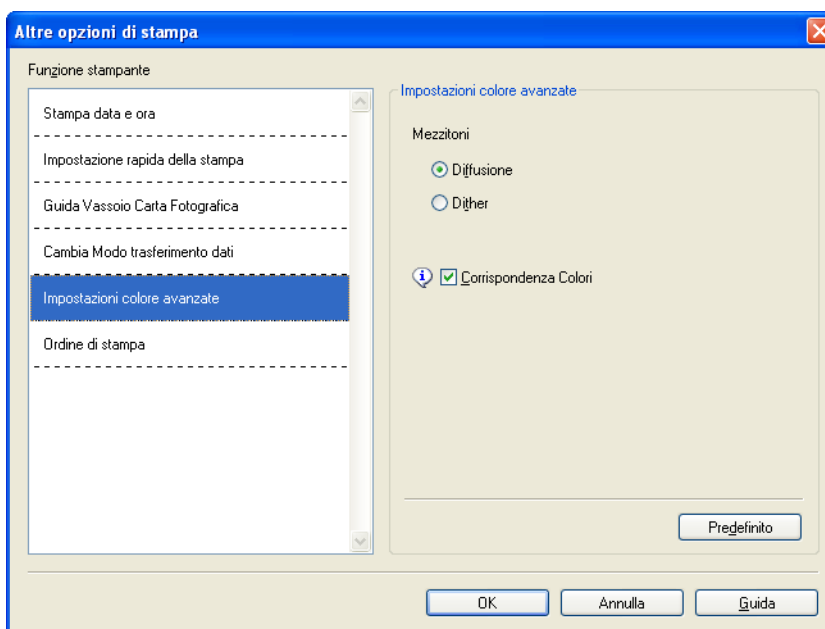 Altre opzioni di stampa
Funzione stampante
Stampa data e ora
Impostazione rapida della stampa
Guida Vassoio Carta Fotografica
Cambia Modo trasferimento dati
Impostazioni colore avanzate
Ordine di stampa
Impostazioni colore avanzate
Mezzitoni
Diffusione
Dither
Corrispondenza Colori
Predefinito
OK
Annulla
Guida